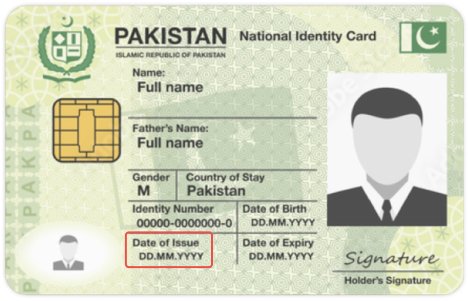 PAKISTAN National Identity Card
ISLAMIC REPUBLIC OF PAKISTAN
Name:
Full name
Father's Name:
Full name
Gender Country of Stay
M Pakistan
Identity Number Date of Birth
00000-0000000-0 DD.MM.YYYY
Date of Issue Date of Expiry
DD.MM.YYYY DD.MM.YYYY
Signature
Holder's Signature